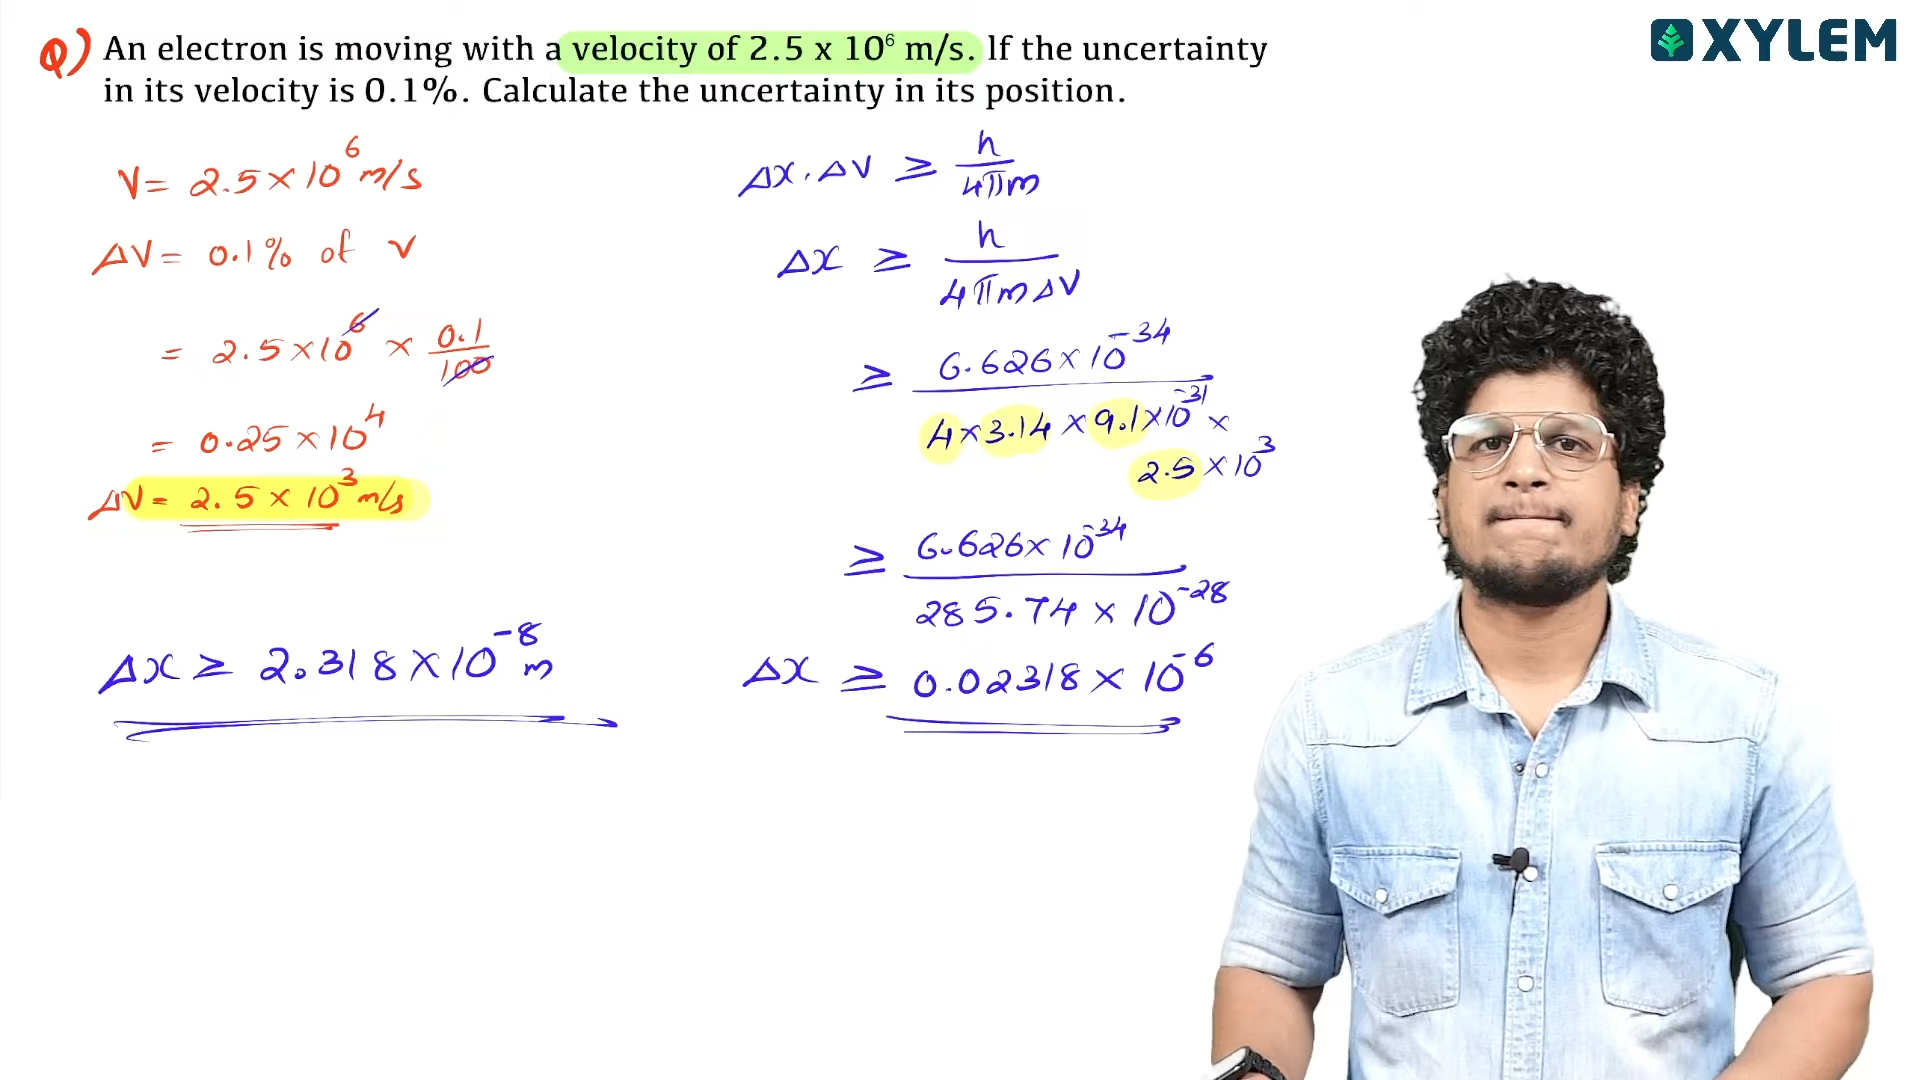 Q) An electron is moving with a velocity of 2.5 x 10⁶ m/s. If the uncertainty
in its velocity is 0.1%. Calculate the uncertainty in its position.
XYLEM
V = 2.5 × 10⁶ m/s
ΔV = 0.1% of V
= 2.5 × 10⁶ × 0.1/100
= 0.25 × 10⁴
ΔV = 2.5 × 10³ m/s
Δx ≥ 2.318 × 10⁻⁸ m
Δx . ΔV ≥ h/4πm
Δx ≥ h/4πmΔV
≥ 6.626 × 10⁻³⁴
4 × 3.14 × 9.1 × 10⁻³¹ ×
2.5 × 10³
≥ 6.626 × 10⁻³⁴
285.74 × 10⁻²⁸
Δx ≥ 0.02318 × 10⁻⁶